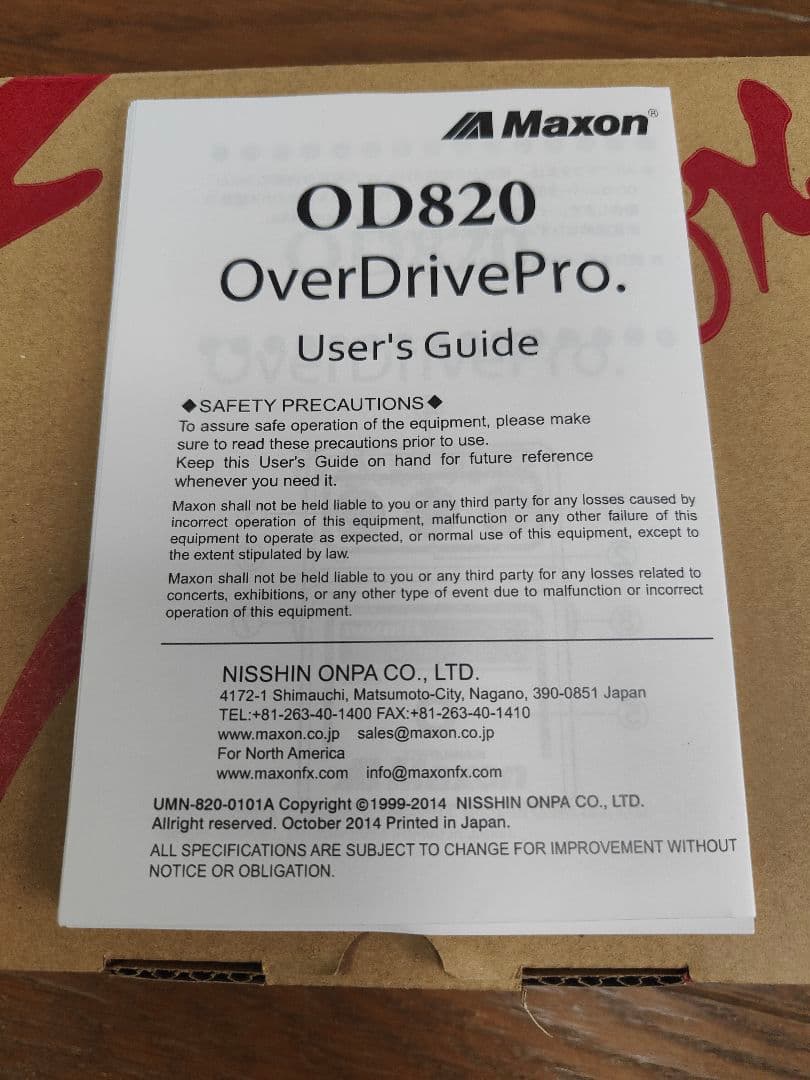 Maxon®
OD820
OverDrivePro.
User's Guide
◆SAFETY PRECAUTIONS◆
To assure safe operation of the equipment, please make
sure to read these precautions prior to use.
Keep this User's Guide on hand for future reference
whenever you need it.
Maxon shall not be held liable to you or any third party for any losses caused by
incorrect operation of this equipment, malfunction or any other failure of this
equipment to operate as expected, or normal use of this equipment, except to
the extent stipulated by law.
Maxon shall not be held liable to you or any third party for any losses related to
concerts, exhibitions, or any other type of event due to malfunction or incorrect
operation of this equipment.
NISSHIN ONPA CO., LTD.
4172-1 Shimauchi, Matsumoto-City, Nagano, 390-0851 Japan
TEL:+81-263-40-1400 FAX:+81-263-40-1410
www.maxon.co.jp sales@maxon.co.jp
For North America
www.maxonfx.com info@maxonfx.com
UMN-820-0101A Copyright ©1999-2014 NISSHIN ONPA CO., LTD.
Allright reserved. October 2014 Printed in Japan.
ALL SPECIFICATIONS ARE SUBJECT TO CHANGE FOR IMPROVEMENT WITHOUT
NOTICE OR OBLIGATION.